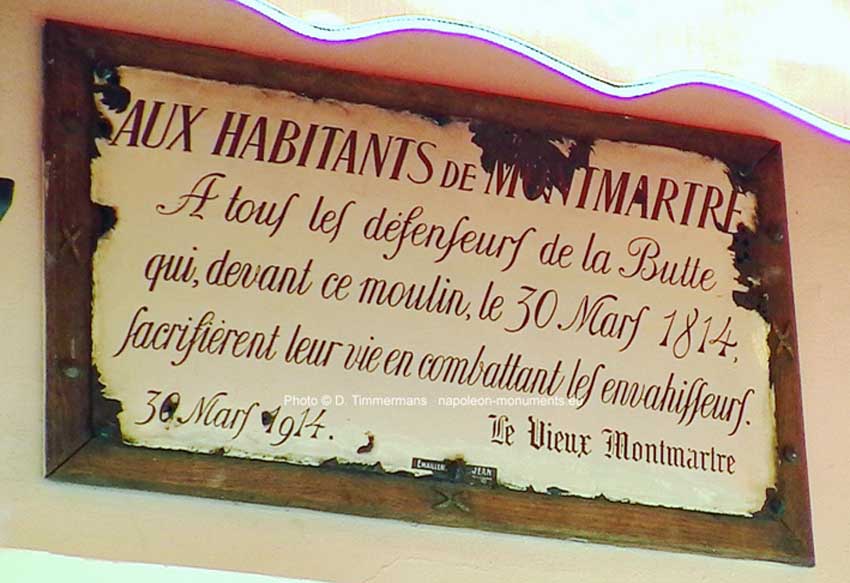 AUX HABITANTS DE MONTMARTRE
A touſ leſ défenſeurſ de la Butte
qui, devant ce moulin, le 30 Marſ 1814,
ſacrifièrent leur vie en combattant leſ envahiſſeurſ.
Photo © D. Timmermans napoleon-monuments.eu
30 Marſ 1914.
Le Vieux Montmartre
JEAN